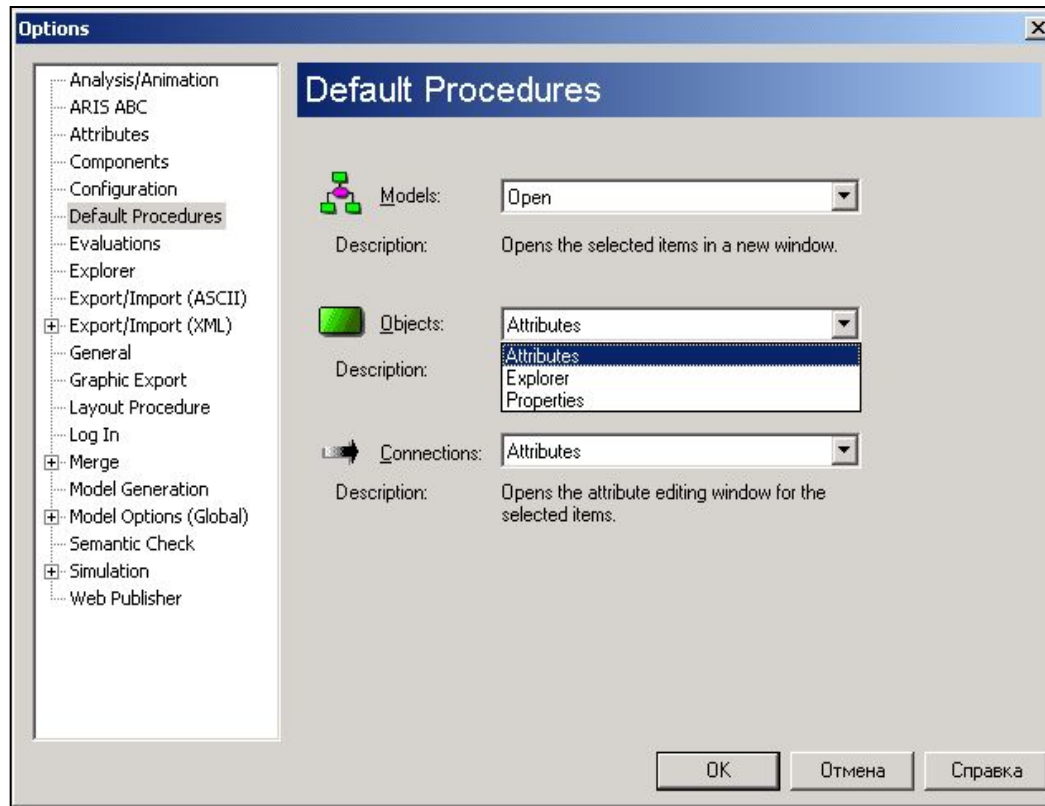 Options
Analysis/Animation
ARIS ABC
Attributes
Components
Configuration
Default Procedures
Evaluations
Explorer
Export/Import (ASCII)
Export/Import (XML)
General
Graphic Export
Layout Procedure
Log In
Merge
Model Generation
Model Options (Global)
Semantic Check
Simulation
Web Publisher
Default Procedures
Models: Open
Description: Opens the selected items in a new window.
Objects: Attributes
Attributes
Description:
Explorer
Properties
Connections: Attributes
Description: Opens the attribute editing window for the
selected items.
OK Отмена Справка